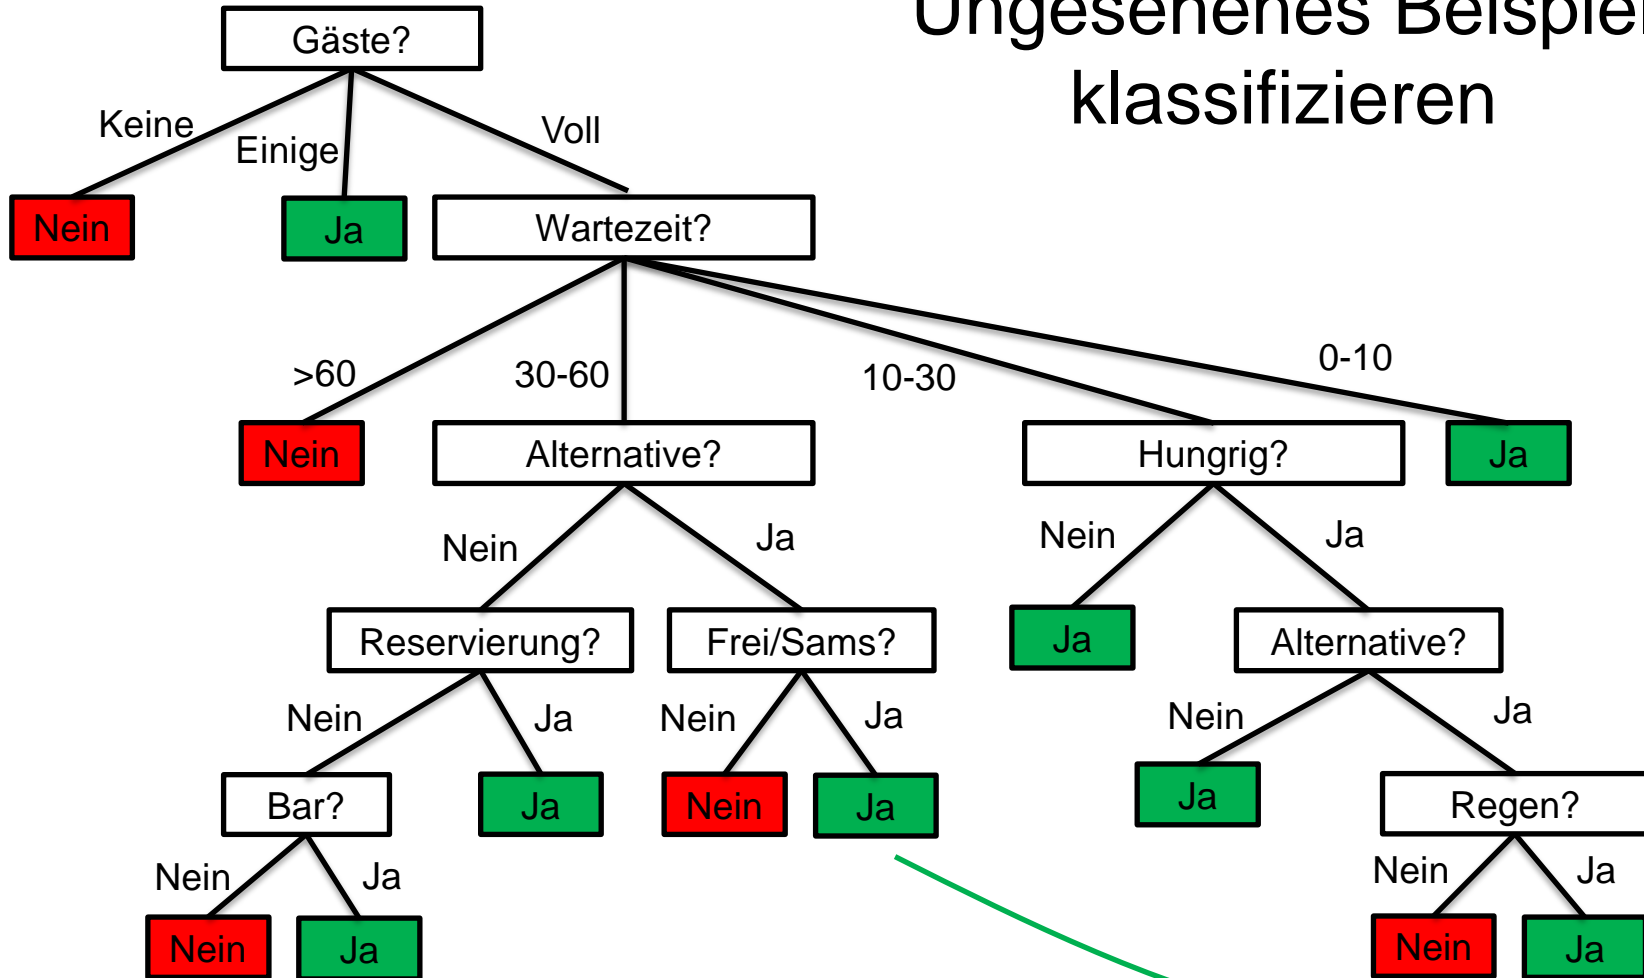 Ungesehenes Beispiel
klassifizieren
Gäste?
Keine
Einige
Voll
Nein
Ja
Wartezeit?
>60
30-60
10-30
0-10
Nein
Alternative?
Hungrig?
Ja
Nein
Ja
Nein
Ja
Reservierung?
Frei/Sams?
Ja
Alternative?
Nein
Ja
Nein
Ja
Nein
Ja
Bar?
Ja
Nein
Ja
Ja
Regen?
Nein
Ja
Nein
Ja
Nein
Ja
Nein
Ja